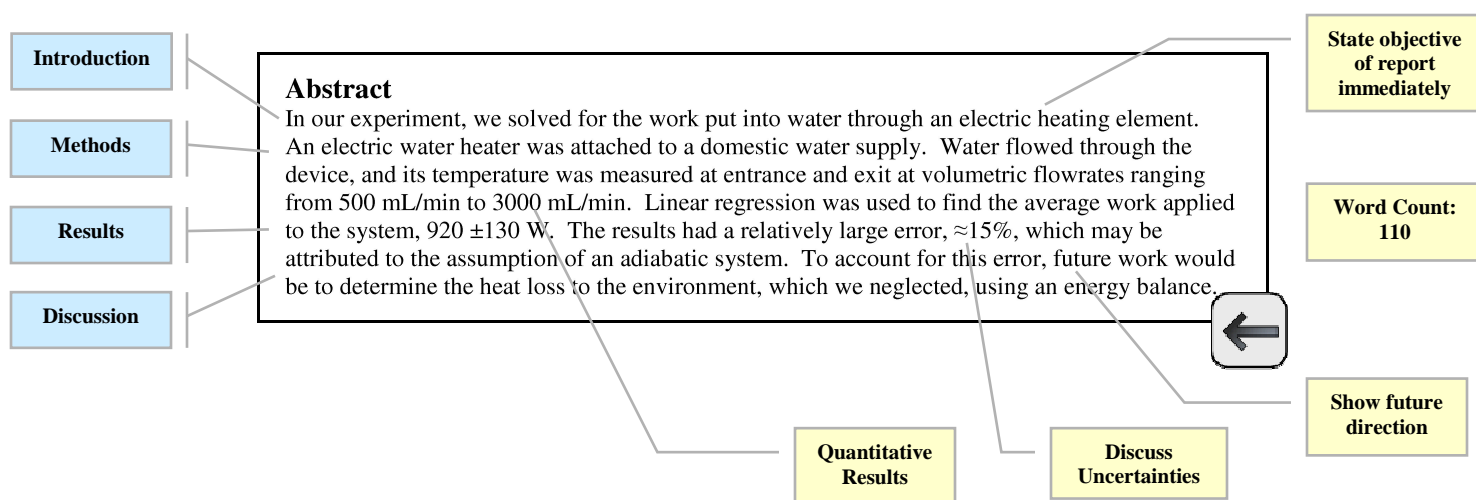 Introduction
Methods
Results
Discussion
Abstract
In our experiment, we solved for the work put into water through an electric heating element.
An electric water heater was attached to a domestic water supply.  Water flowed through the
device, and its temperature was measured at entrance and exit at volumetric flowrates ranging
from 500 mL/min to 3000 mL/min.  Linear regression was used to find the average work applied
to the system, 920 ±130 W.  The results had a relatively large error, ≈15%, which may be
attributed to the assumption of an adiabatic system.  To account for this error, future work would
be to determine the heat loss to the environment, which we neglected, using an energy balance.
State objective
of report
immediately
Word Count:
110
Show future
direction
Quantitative
Results
Discuss
Uncertainties